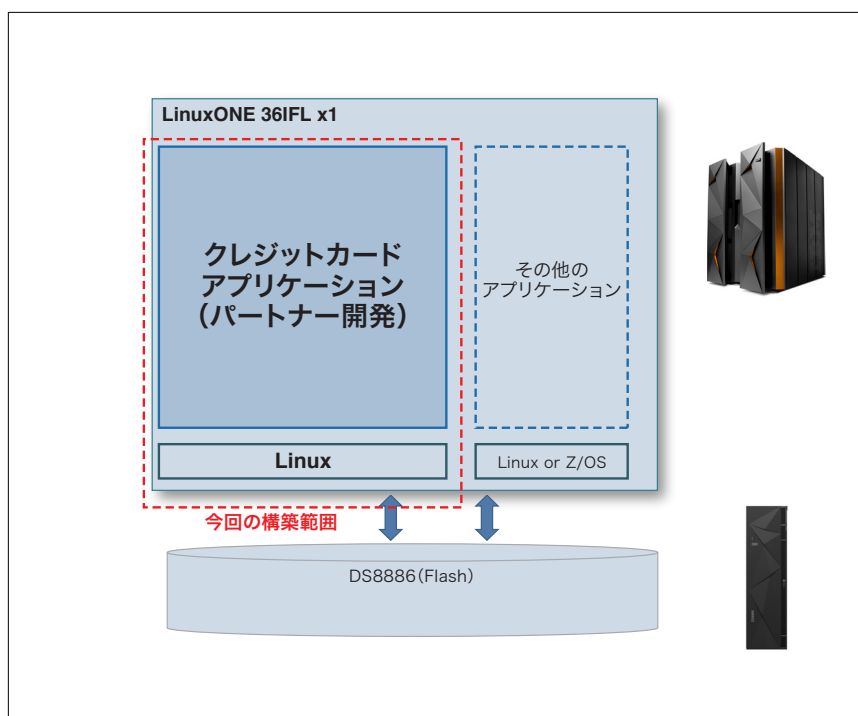 LinuxONE 36IFL x1
クレジットカード
アプリケーション
（パートナー開発）
その他の
アプリケーション
Linux
Linux or Z/OS
今回の構築範囲
DS8886（Flash）